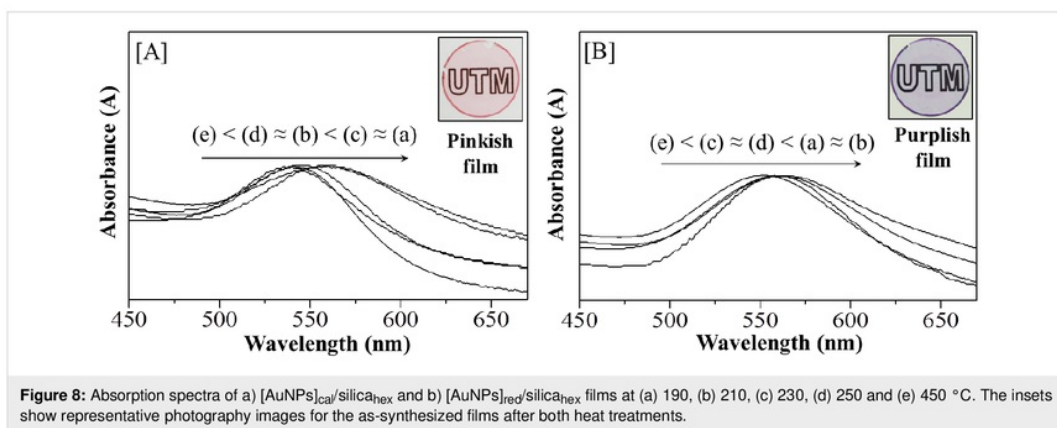 [A]
UTM
Pinkish
film
(e) < (d) ≈ (b) < (c) ≈ (a)
Absorbance (A)
450 500 550 600 650
Wavelength (nm)
[B]
UTM
Purplish
film
(e) < (c) ≈ (d) < (a) ≈ (b)
Absorbance (A)
450 500 550 600 650
Wavelength (nm)
Figure 8: Absorption spectra of a) [AuNPs]cal/silicahex and b) [AuNPs]red/silicahex films at (a) 190, (b) 210, (c) 230, (d) 250 and (e) 450 °C. The insets
show representative photography images for the as-synthesized films after both heat treatments.